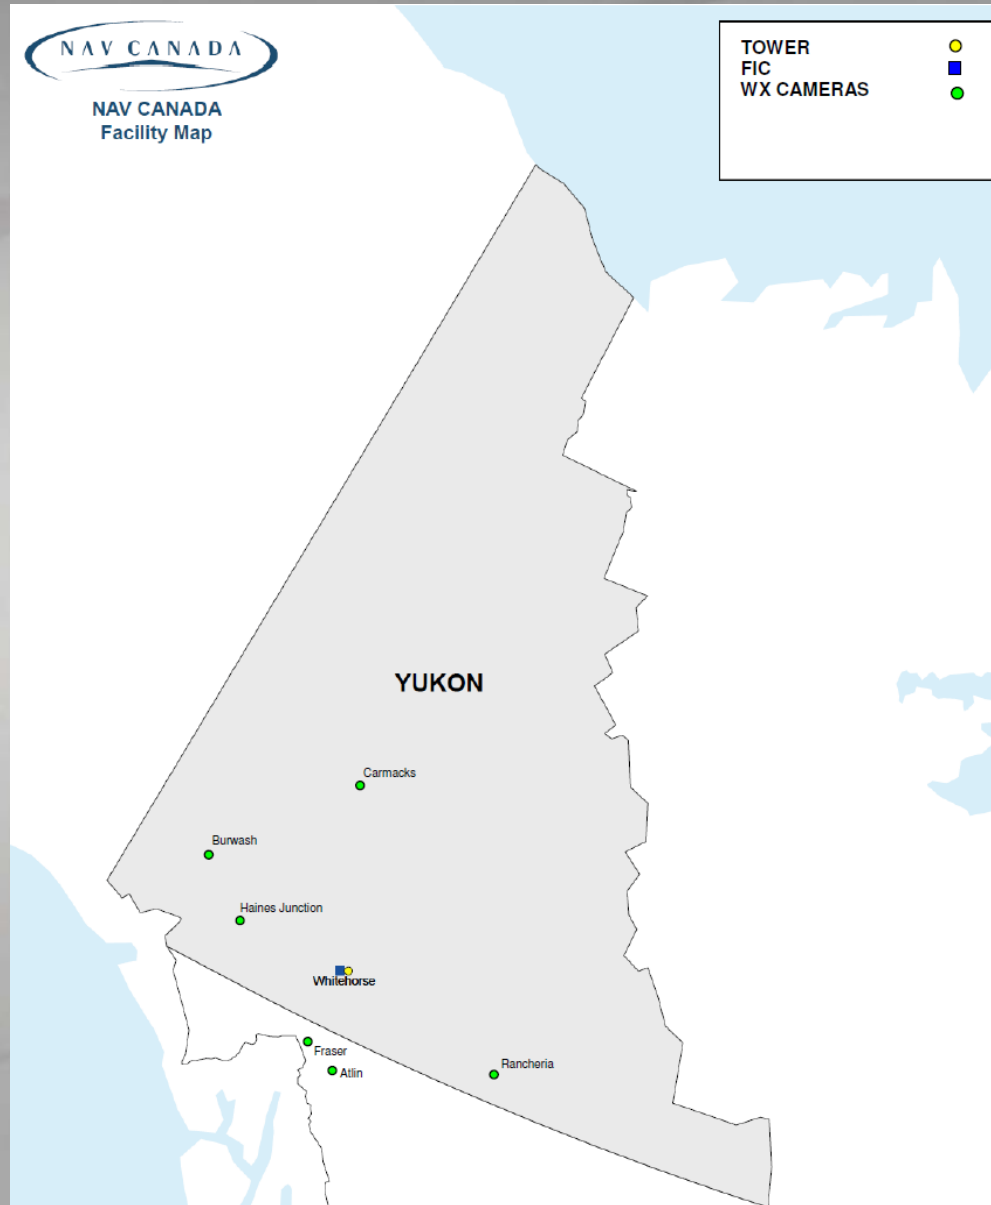 NAV CANADA
NAV CANADA
Facility Map
TOWER
FIC
WX CAMERAS
YUKON
Carmacks
Burwash
Haines Junction
Whitehorse
Fraser
Atlin
Rancheria